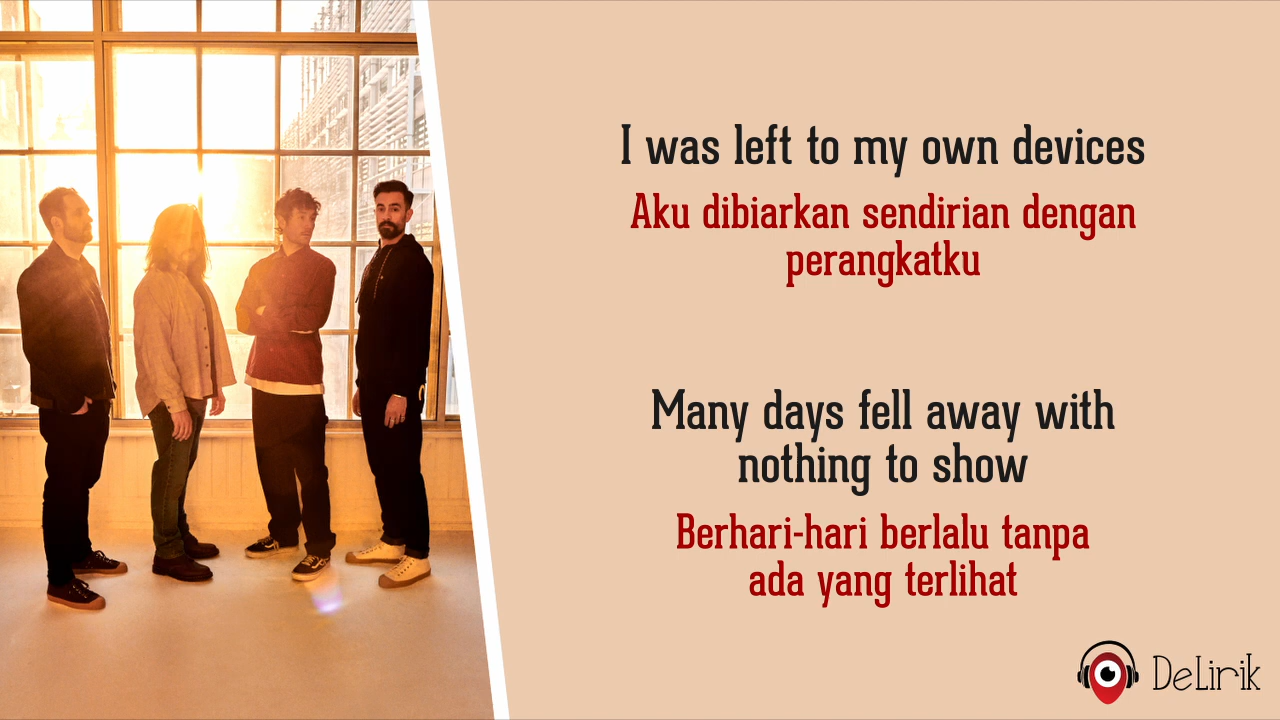 I was left to my own devices
Aku dibiarkan sendirian dengan
perangkatku
Many days fell away with
nothing to show
Berhari-hari berlalu tanpa
ada yang terlihat
DeLirik